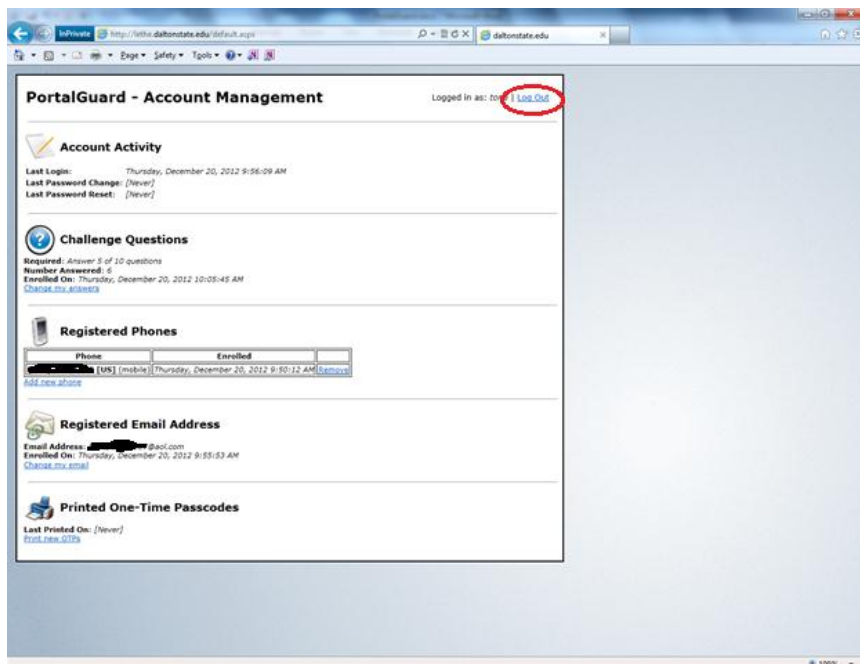 InPrivate http://lethe.daltonstate.edu/default.aspx daltonstate.edu
Page Safety Tools
PortalGuard - Account Management
Logged in as: | Log Out
Account Activity
Last Login: Thursday, December 20, 2012 9:56:09 AM
Last Password Change: [Never]
Last Password Reset: [Never]
Challenge Questions
Required: Answer 5 of 10 questions
Number Answered: 6
Enrolled On: Thursday, December 20, 2012 10:05:45 AM
Change my answers
Registered Phones
Phone Enrolled
[US] (mobile) Thursday, December 20, 2012 9:50:12 AM Remove
Add new phone
Registered Email Address
Email Address: @aol.com
Enrolled On: Thursday, December 20, 2012 9:55:53 AM
Change my email
Printed One-Time Passcodes
Last Printed On: [Never]
Print new OTPs
100%